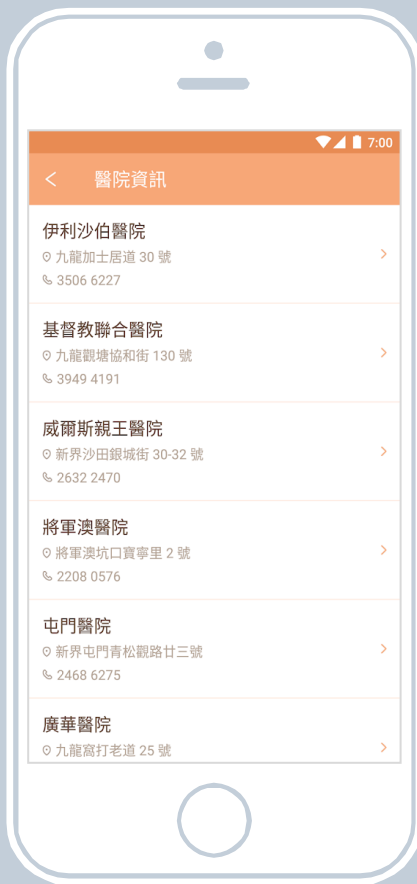 7:00
醫院資訊
伊利沙伯醫院
九龍加士居道 30 號
3506 6227
基督教聯合醫院
九龍觀塘協和街 130 號
3949 4191
威爾斯親王醫院
新界沙田銀城街 30-32 號
2632 2470
將軍澳醫院
將軍澳坑口寶寧里 2 號
2208 0576
屯門醫院
新界屯門青松觀路廿三號
2468 6275
廣華醫院
九龍窩打老道 25 號